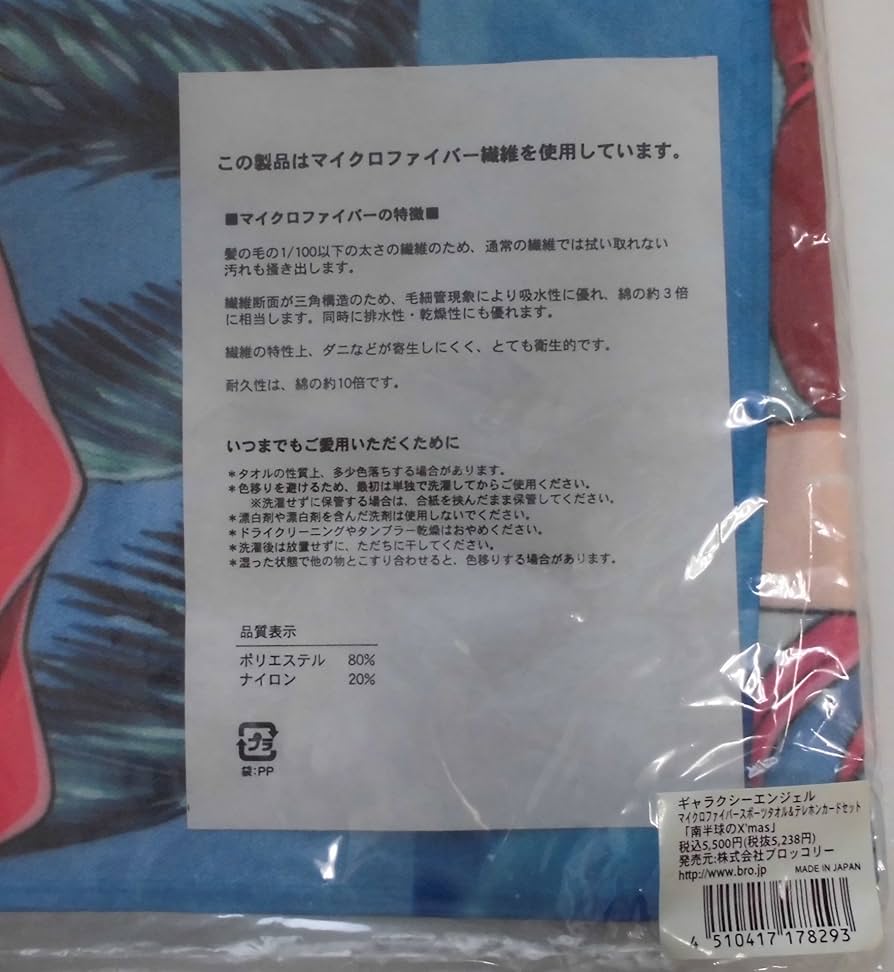 この製品はマイクロファイバー繊維を使用しています。
■マイクロファイバーの特徴■
髪の毛の1/100以下の太さの繊維のため、通常の繊維では拭い取れない
汚れも掻き出します。
繊維断面が三角構造のため、毛細管現象により吸水性に優れ、綿の約３倍
に相当します。同時に排水性・乾燥性にも優れます。
繊維の特性上、ダニなどが寄生しにくく、とても衛生的です。
耐久性は、綿の約10倍です。
いつまでもご愛用いただくために
＊タオルの性質上、多少色落ちする場合があります。
＊色移りを避けるため、最初は単独で洗濯してからご使用ください。
※洗濯せずに保管する場合は、合紙を挟んだまま保管してください。
＊漂白剤や漂白剤を含んだ洗剤は使用しないでください。
＊ドライクリーニングやタンブラー乾燥はおやめください。
＊洗濯後は放置せずに、ただちに干してください。
＊湿った状態で他の物とこすり合わせると、色移りする場合があります。
品質表示
ポリエステル 80%
ナイロン 20%
プラ
袋:PP
ギャラクシーエンジェル
マイクロファイバースポーツタオル&テレホンカードセット
「南半球のX'mas」
税込5,500円(税抜5,238円)
発売元:株式会社ブロッコリー
http://www.bro.jp MADE IN JAPAN
4 510417 178293